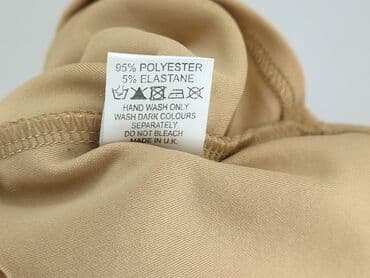 95% POLYESTER
5% ELASTANE
HAND WASH ONLY
WASH DARK COLOURS
SEPARATELY
DO NOT BLEACH
MADE IN U.K.